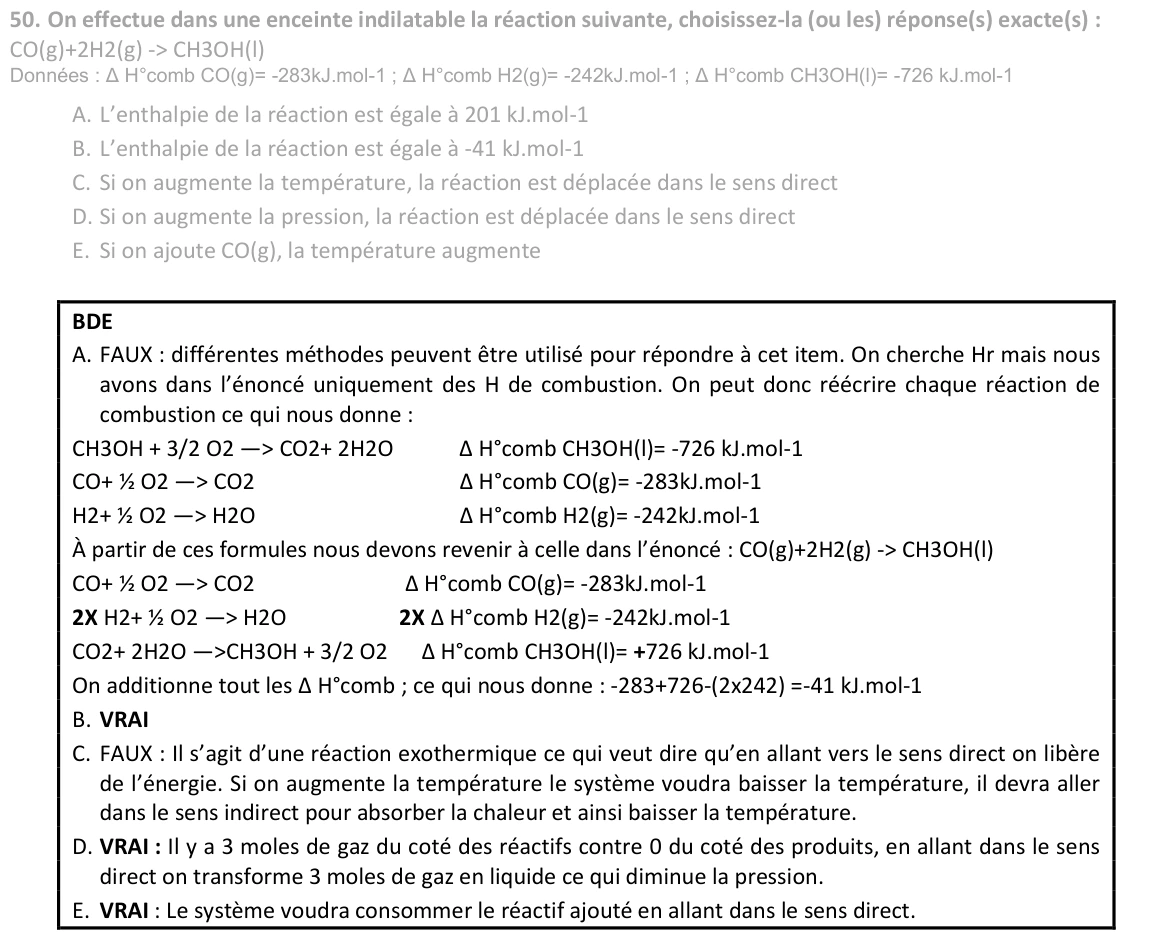 50. On effectue dans une enceinte indilatable la réaction suivante, choisissez-la (ou les) réponse(s) exacte(s) :
CO(g)+2H2(g) -> CH3OH(l)
Données : Δ H°comb CO(g)= -283kJ.mol-1 ; Δ H°comb H2(g)= -242kJ.mol-1 ; Δ H°comb CH3OH(l)= -726 kJ.mol-1
A. L’enthalpie de la réaction est égale à 201 kJ.mol-1
B. L’enthalpie de la réaction est égale à -41 kJ.mol-1
C. Si on augmente la température, la réaction est déplacée dans le sens direct
D. Si on augmente la pression, la réaction est déplacée dans le sens direct
E. Si on ajoute CO(g), la température augmente
BDE
A. FAUX : différentes méthodes peuvent être utilisé pour répondre à cet item. On cherche Hr mais nous
avons dans l’énoncé uniquement des H de combustion. On peut donc réécrire chaque réaction de
combustion ce qui nous donne :
CH3OH + 3/2 O2 —> CO2+ 2H2O Δ H°comb CH3OH(l)= -726 kJ.mol-1
CO+ ½ O2 —> CO2 Δ H°comb CO(g)= -283kJ.mol-1
H2+ ½ O2 —> H2O Δ H°comb H2(g)= -242kJ.mol-1
À partir de ces formules nous devons revenir à celle dans l’énoncé : CO(g)+2H2(g) -> CH3OH(l)
CO+ ½ O2 —> CO2 Δ H°comb CO(g)= -283kJ.mol-1
2X H2+ ½ O2 —> H2O 2X Δ H°comb H2(g)= -242kJ.mol-1
CO2+ 2H2O —>CH3OH + 3/2 O2 Δ H°comb CH3OH(l)= +726 kJ.mol-1
On additionne tout les Δ H°comb ; ce qui nous donne : -283+726-(2x242) =-41 kJ.mol-1
B. VRAI
C. FAUX : Il s’agit d’une réaction exothermique ce qui veut dire qu’en allant vers le sens direct on libère
de l’énergie. Si on augmente la température le système voudra baisser la température, il devra aller
dans le sens indirect pour absorber la chaleur et ainsi baisser la température.
D. VRAI : Il y a 3 moles de gaz du coté des réactifs contre 0 du coté des produits, en allant dans le sens
direct on transforme 3 moles de gaz en liquide ce qui diminue la pression.
E. VRAI : Le système voudra consommer le réactif ajouté en allant dans le sens direct.